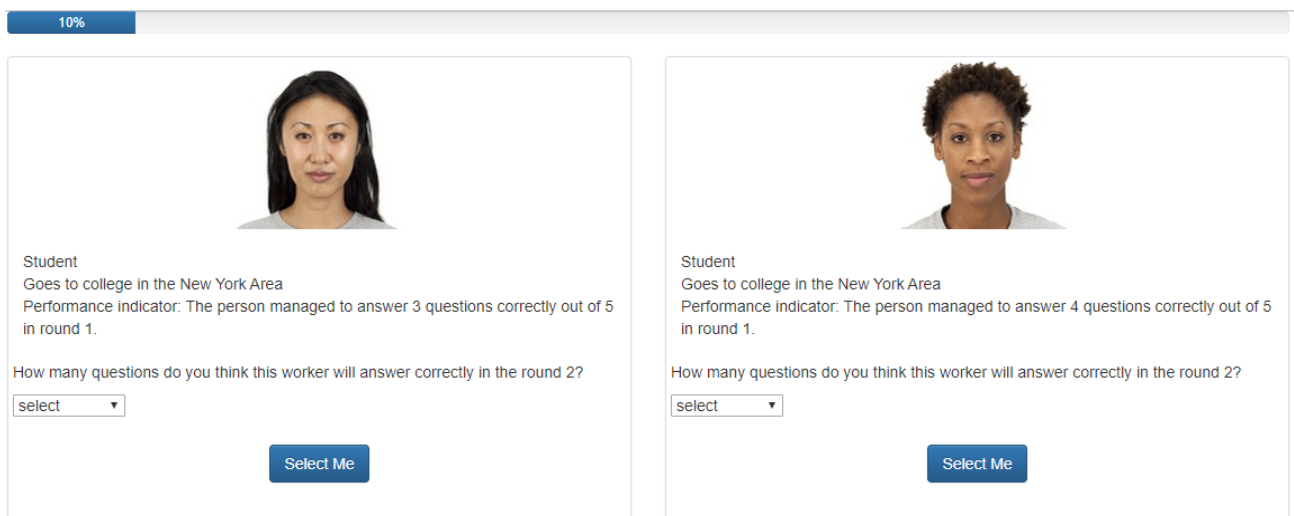 10%
Student
Goes to college in the New York Area
Performance indicator: The person managed to answer 3 questions correctly out of 5
in round 1.
How many questions do you think this worker will answer correctly in the round 2?
select
Select Me
Student
Goes to college in the New York Area
Performance indicator: The person managed to answer 4 questions correctly out of 5
in round 1.
How many questions do you think this worker will answer correctly in the round 2?
select
Select Me